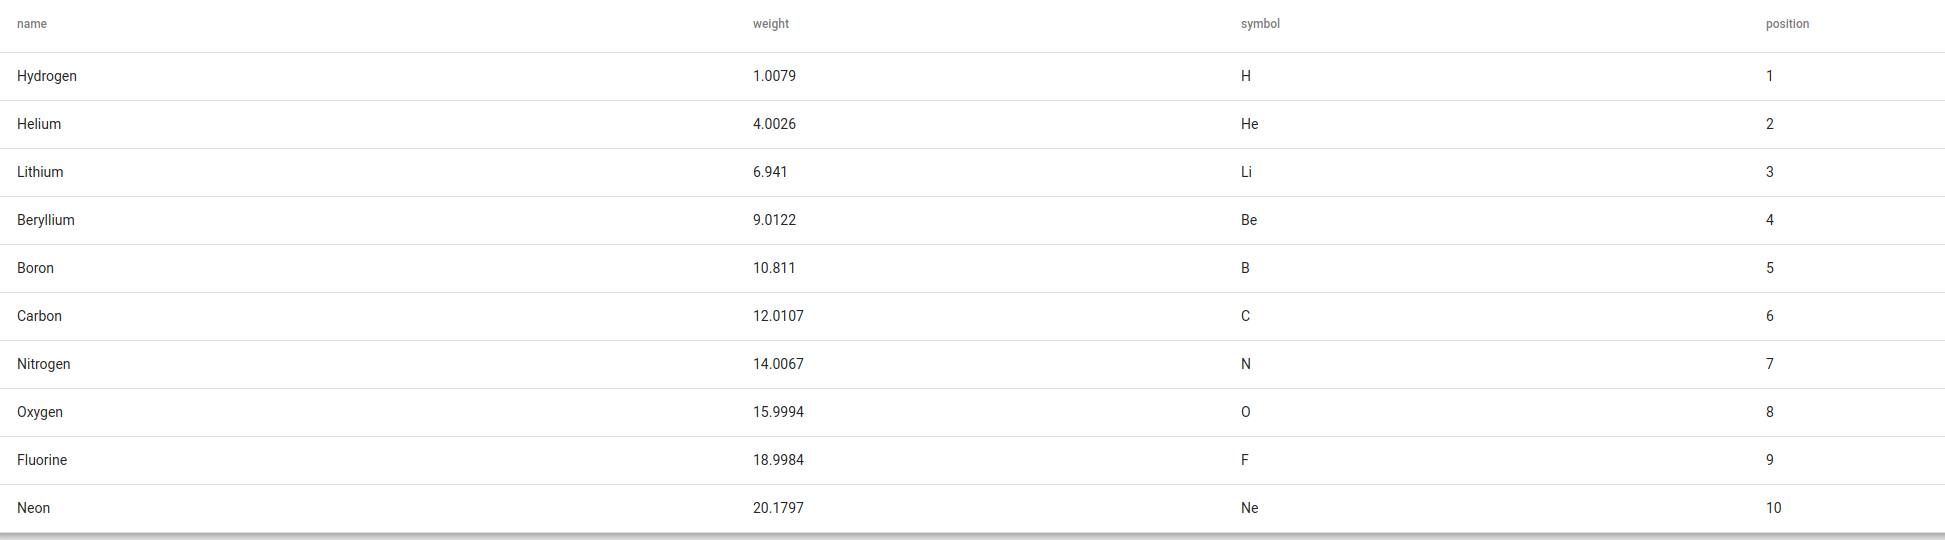 name weight symbol position
Hydrogen 1.0079 H 1
Helium 4.0026 He 2
Lithium 6.941 Li 3
Beryllium 9.0122 Be 4
Boron 10.811 B 5
Carbon 12.0107 C 6
Nitrogen 14.0067 N 7
Oxygen 15.9994 O 8
Fluorine 18.9984 F 9
Neon 20.1797 Ne 10